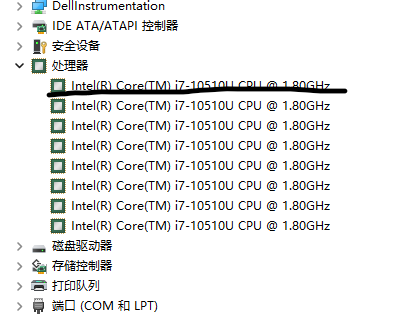 DellInstrumentation
IDE ATA/ATAPI 控制器
安全设备
处理器
Intel(R) Core(TM) i7-10510U CPU @ 1.80GHz
Intel(R) Core(TM) i7-10510U CPU @ 1.80GHz
Intel(R) Core(TM) i7-10510U CPU @ 1.80GHz
Intel(R) Core(TM) i7-10510U CPU @ 1.80GHz
Intel(R) Core(TM) i7-10510U CPU @ 1.80GHz
Intel(R) Core(TM) i7-10510U CPU @ 1.80GHz
Intel(R) Core(TM) i7-10510U CPU @ 1.80GHz
Intel(R) Core(TM) i7-10510U CPU @ 1.80GHz
磁盘驱动器
存储控制器
打印队列
端口 (COM 和 LPT)